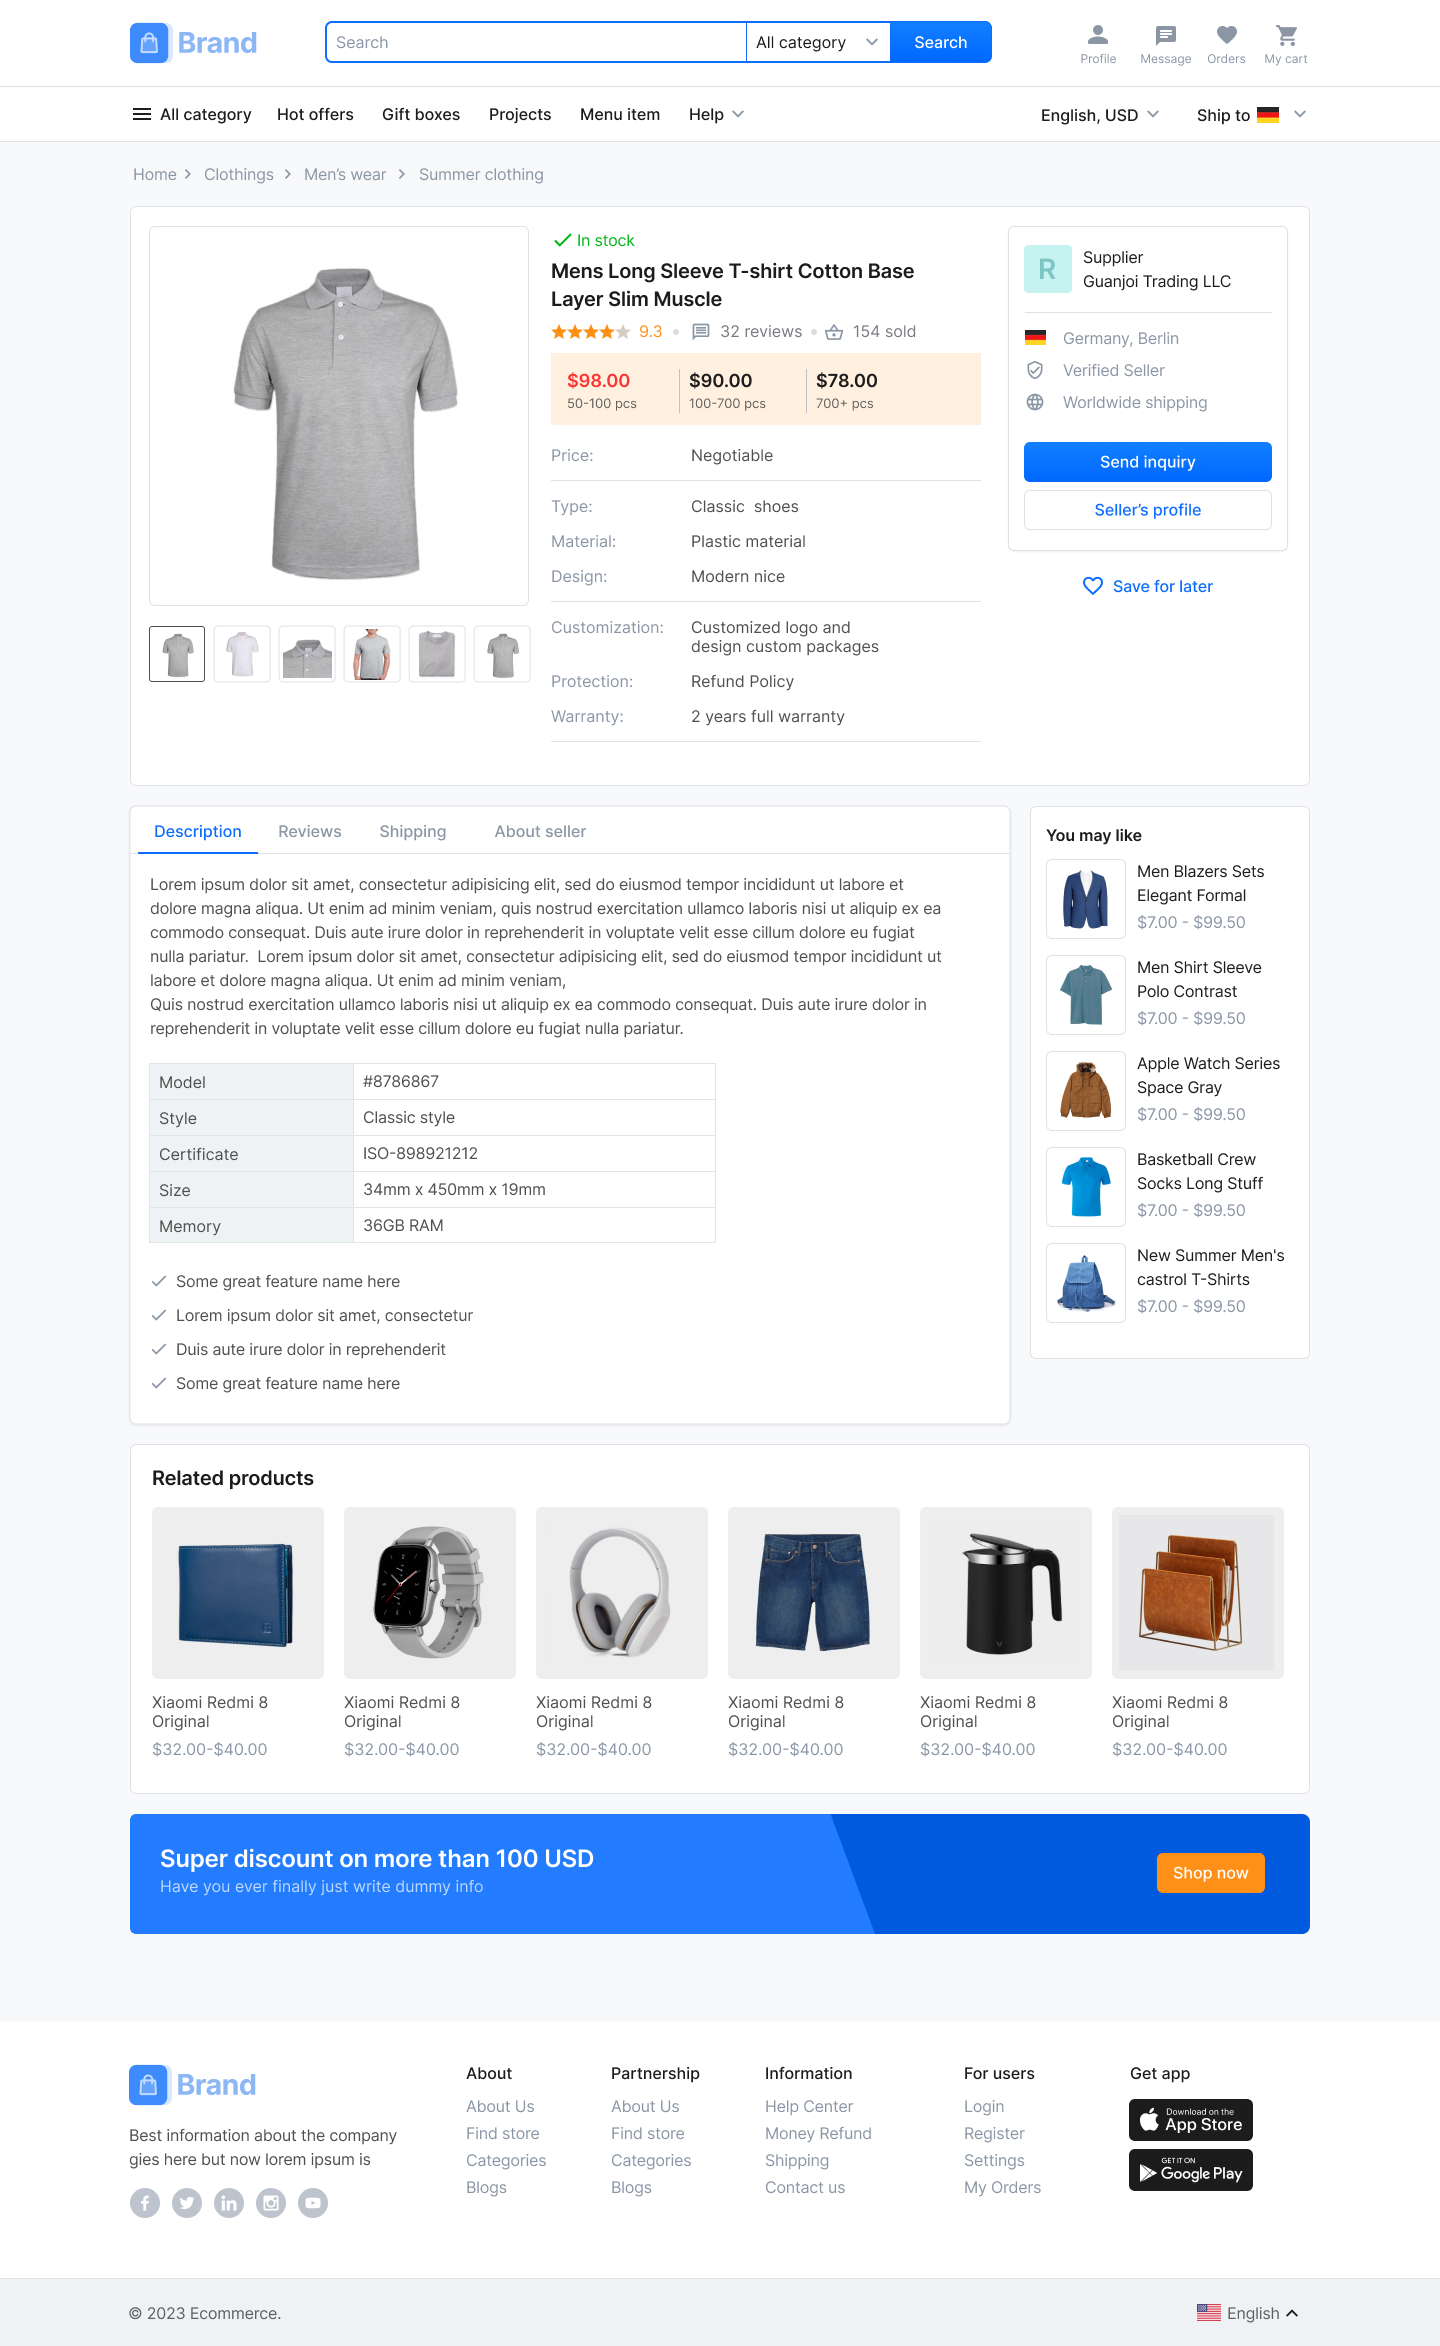 Brand
Search
All category
Search
Profile
Message
Orders
My cart
All category
Hot offers
Gift boxes
Projects
Menu item
Help
English, USD
Ship to
Home
Clothings
Men’s wear
Summer clothing
In stock
Mens Long Sleeve T-shirt Cotton Base
Layer Slim Muscle
9.3
32 reviews
154 sold
$98.00
50-100 pcs
$90.00
100-700 pcs
$78.00
700+ pcs
Price:
Negotiable
Type:
Classic  shoes
Material:
Plastic material
Design:
Modern nice
Customization:
Customized logo and
design custom packages
Protection:
Refund Policy
Warranty:
2 years full warranty
R
Supplier
Guanjoi Trading LLC
Germany, Berlin
Verified Seller
Worldwide shipping
Send inquiry
Seller’s profile
Save for later
Description
Reviews
Shipping
About seller
Lorem ipsum dolor sit amet, consectetur adipisicing elit, sed do eiusmod tempor incididunt ut labore et
dolore magna aliqua. Ut enim ad minim veniam, quis nostrud exercitation ullamco laboris nisi ut aliquip ex ea
commodo consequat. Duis aute irure dolor in reprehenderit in voluptate velit esse cillum dolore eu fugiat
nulla pariatur.  Lorem ipsum dolor sit amet, consectetur adipisicing elit, sed do eiusmod tempor incididunt ut
labore et dolore magna aliqua. Ut enim ad minim veniam,
Quis nostrud exercitation ullamco laboris nisi ut aliquip ex ea commodo consequat. Duis aute irure dolor in
reprehenderit in voluptate velit esse cillum dolore eu fugiat nulla pariatur.
Model
#8786867
Style
Classic style
Certificate
ISO-898921212
Size
34mm x 450mm x 19mm
Memory
36GB RAM
Some great feature name here
Lorem ipsum dolor sit amet, consectetur
Duis aute irure dolor in reprehenderit
Some great feature name here
You may like
Men Blazers Sets
Elegant Formal
$7.00 - $99.50
Men Shirt Sleeve
Polo Contrast
$7.00 - $99.50
Apple Watch Series
Space Gray
$7.00 - $99.50
Basketball Crew
Socks Long Stuff
$7.00 - $99.50
New Summer Men's
castrol T-Shirts
$7.00 - $99.50
Related products
Xiaomi Redmi 8
Original
$32.00-$40.00
Xiaomi Redmi 8
Original
$32.00-$40.00
Xiaomi Redmi 8
Original
$32.00-$40.00
Xiaomi Redmi 8
Original
$32.00-$40.00
Xiaomi Redmi 8
Original
$32.00-$40.00
Xiaomi Redmi 8
Original
$32.00-$40.00
Super discount on more than 100 USD
Have you ever finally just write dummy info
Shop now
Brand
Best information about the company
gies here but now lorem ipsum is
About
About Us
Find store
Categories
Blogs
Partnership
About Us
Find store
Categories
Blogs
Information
Help Center
Money Refund
Shipping
Contact us
For users
Login
Register
Settings
My Orders
Get app
Download on the
App Store
GET IT ON
Google Play
© 2023 Ecommerce.
English